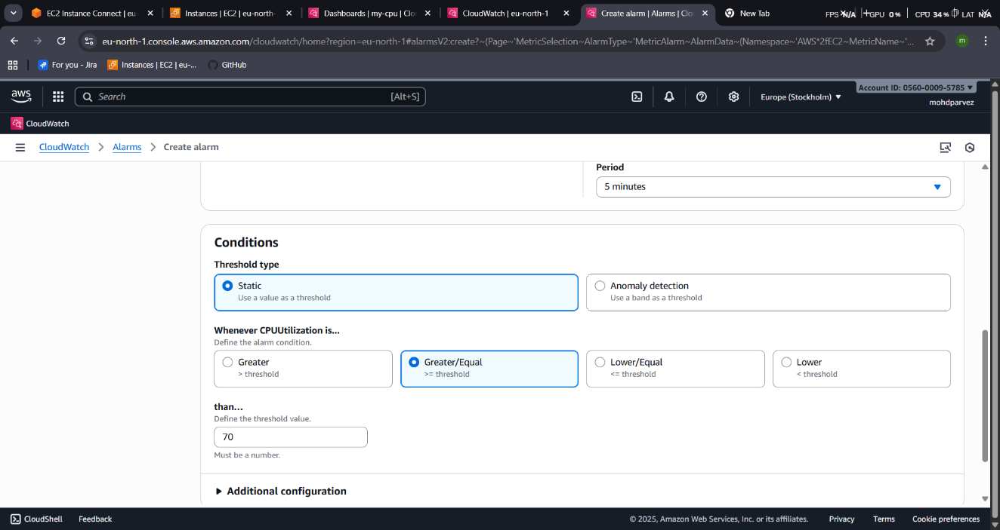 EC2 Instance Connect | eu-
Instances | EC2 | eu-north-
Dashboards | my-cpu | Clo
CloudWatch | eu-north-1
Create alarm | Alarms | Clo
New Tab
FPS N/A GPU 0 % CPU 34 % LAT N/A
eu-north-1.console.aws.amazon.com/cloudwatch/home?region=eu-north-1#alarmsV2:create?~(Page~'MetricSelection~AlarmType~'MetricAlarm~AlarmData~(Namespace~'AWS*2fEC2~MetricName~'...
m
For you - Jira
Instances | EC2 | eu-...
GitHub
aws
Search [Alt+S]
Europe (Stockholm) ▼
Account ID: 0560-0009-5785 ▼
mohdparvez
CloudWatch
CloudWatch > Alarms > Create alarm
Period
5 minutes
Conditions
Threshold type
Static
Use a value as a threshold
Anomaly detection
Use a band as a threshold
Whenever CPUUtilization is...
Define the alarm condition.
Greater
> threshold
Greater/Equal
>= threshold
Lower/Equal
<= threshold
Lower
< threshold
than...
Define the threshold value.
70
Must be a number.
Additional configuration
CloudShell Feedback © 2025, Amazon Web Services, Inc. or its affiliates. Privacy Terms Cookie preferences